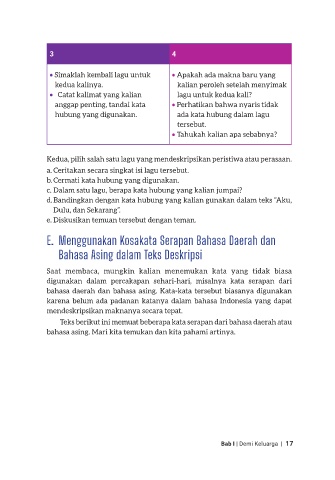 3
4
• Simaklah kembali lagu untuk
kedua kalinya.
• Catat kalimat yang kalian
anggap penting, tandai kata
hubung yang digunakan.
• Apakah ada makna baru yang
kalian peroleh setelah menyimak
lagu untuk kedua kali?
• Perhatikan bahwa nyaris tidak
ada kata hubung dalam lagu
tersebut.
• Tahukah kalian apa sebabnya?
Kedua, pilih salah satu lagu yang mendeskripsikan peristiwa atau perasaan.
a. Ceritakan secara singkat isi lagu tersebut.
b. Cermati kata hubung yang digunakan.
c. Dalam satu lagu, berapa kata hubung yang kalian jumpai?
d. Bandingkan dengan kata hubung yang kalian gunakan dalam teks "Aku,
Dulu, dan Sekarang".
e. Diskusikan temuan tersebut dengan teman.
E. Menggunakan Kosakata Serapan Bahasa Daerah dan
Bahasa Asing dalam Teks Deskripsi
Saat membaca, mungkin kalian menemukan kata yang tidak biasa
digunakan dalam percakapan sehari-hari, misalnya kata serapan dari
bahasa daerah dan bahasa asing. Kata-kata tersebut biasanya digunakan
karena belum ada padanan katanya dalam bahasa Indonesia yang dapat
mendeskripsikan maknanya secara tepat.
Teks berikut ini memuat beberapa kata serapan dari bahasa daerah atau
bahasa asing. Mari kita temukan dan kita pahami artinya.
Bab I | Demi Keluarga | 17